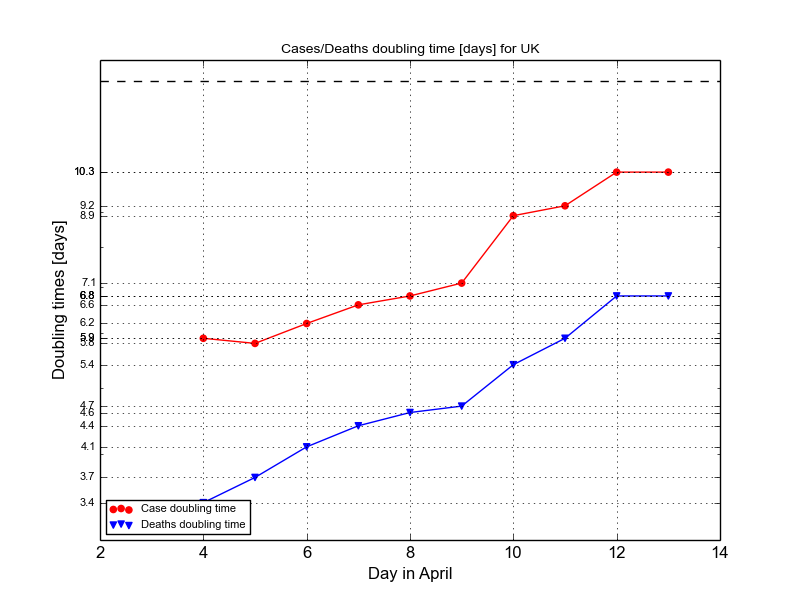 Cases/Deaths doubling time [days] for UK
10.3
9.2
8.9
7.1
6.8
6.6
6.2
5.9
5.8
5.4
4.7
4.6
4.4
4.1
3.7
3.4
Doubling times [days]
Case doubling time
Deaths doubling time
2 4 6 8 10 12 14
Day in April